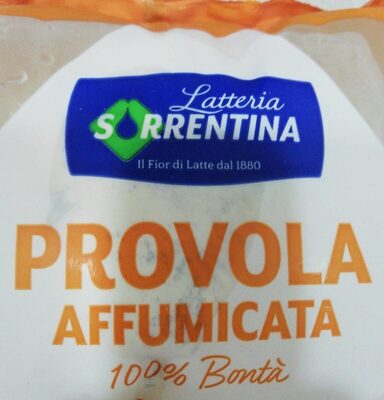 Latteria
SORRENTINA
Il Fior di Latte dal 1880
PROVOLA
AFFUMICATA
100% Bontà